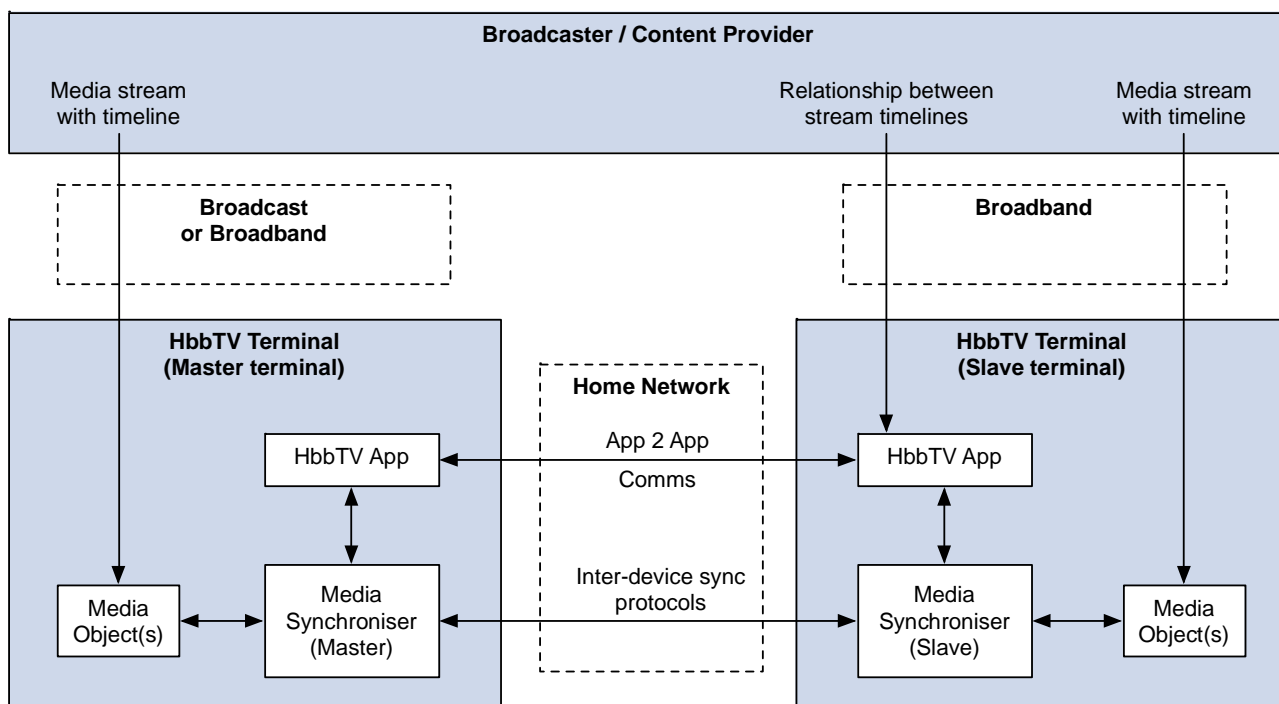 Broadcaster / Content Provider
Media stream
with timeline
Relationship between
stream timelines
Media stream
with timeline
Broadcast
or Broadband
Broadband
HbbTV Terminal
(Master terminal)
HbbTV Terminal
(Slave terminal)
Home Network
HbbTV App
App 2 App
Comms
HbbTV App
Media
Object(s)
Media
Synchroniser
(Master)
Inter-device sync
protocols
Media
Synchroniser
(Slave)
Media
Object(s)